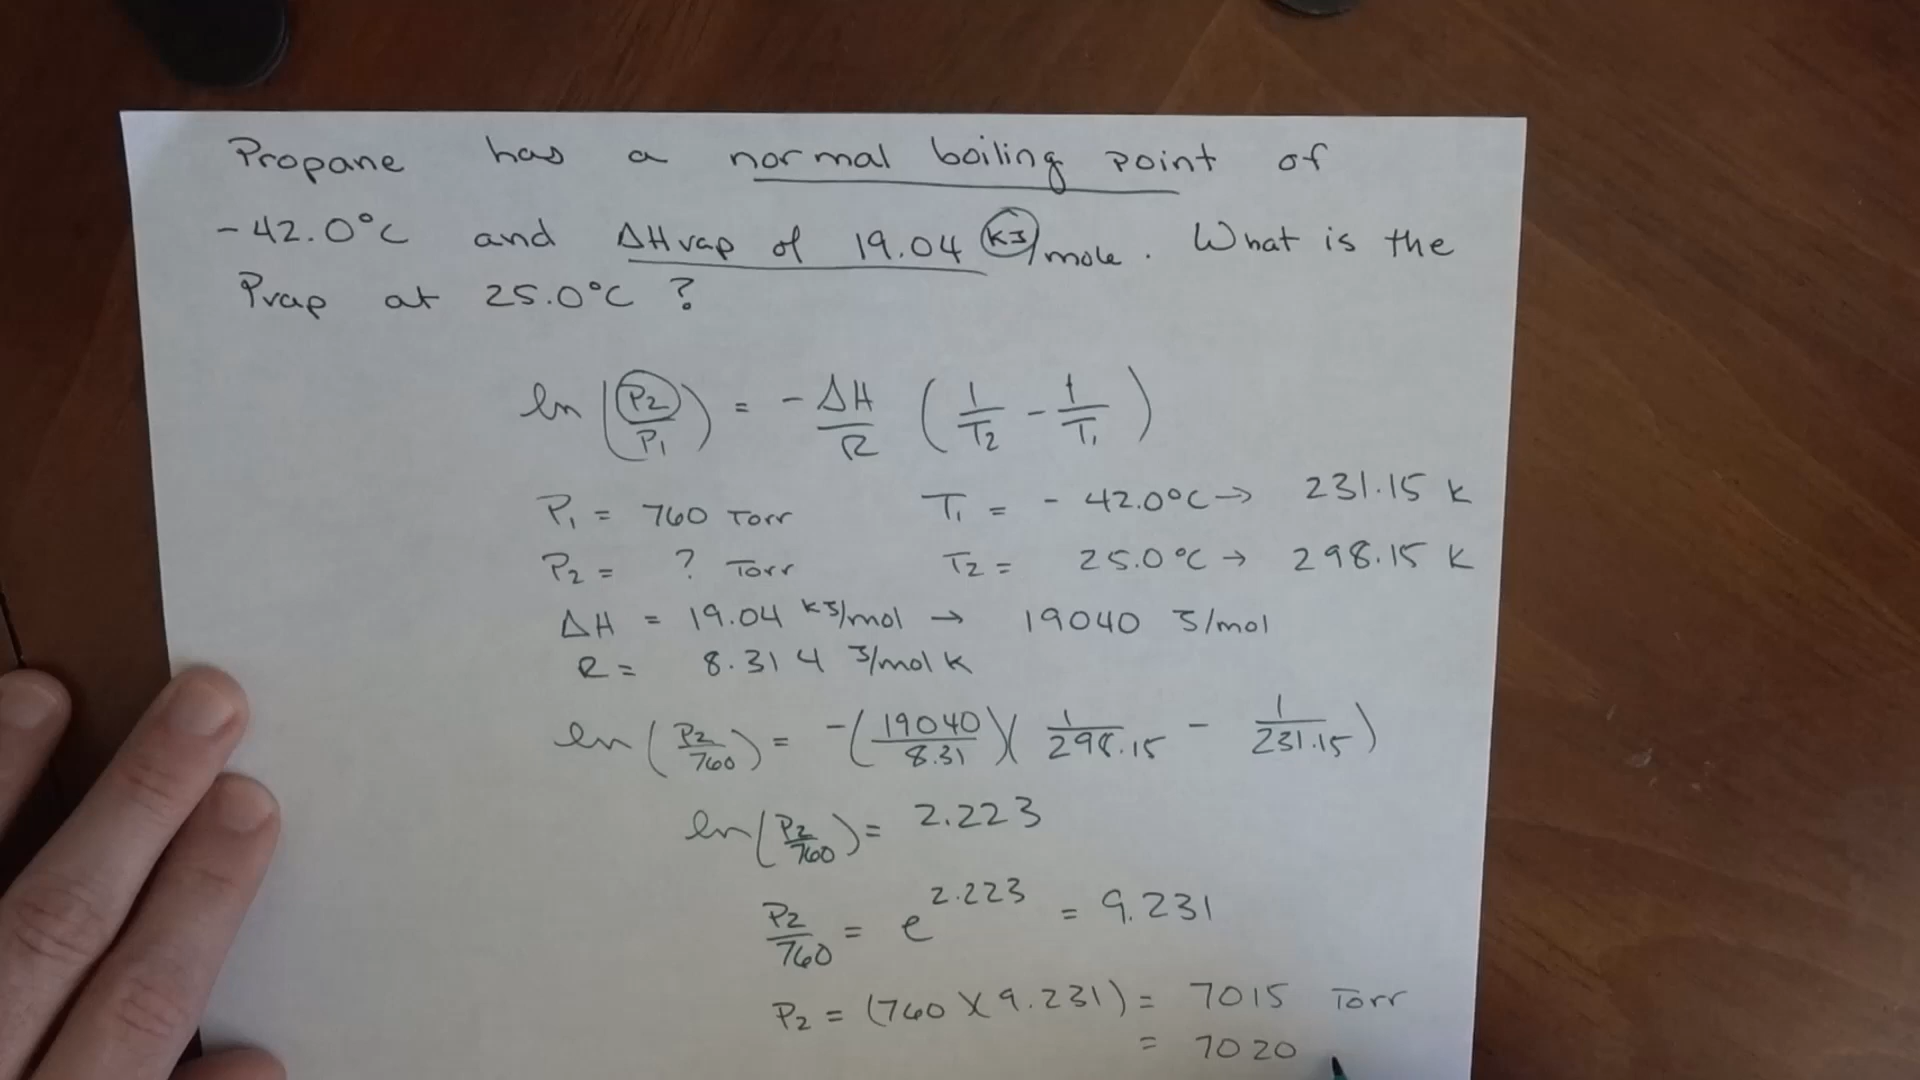 Propane has a normal boiling point of
-42.0°C and ΔHvap of 19.04 KJ/mole. What is the
Pvap at 25.0°C ?
ln(P2/P1) = -ΔH/R (1/T2 - 1/T1)
P1 = 760 Torr T1 = -42.0°C → 231.15 K
P2 = ? Torr T2 = 25.0°C → 298.15 K
ΔH = 19.04 KJ/mol → 19040 J/mol
R = 8.314 J/mol K
ln(P2/760) = -(19040/8.31)(1/298.15 - 1/231.15)
ln(P2/760) = 2.223
P2/760 = e^2.223 = 9.231
P2 = (760)(9.231) = 7015 Torr
= 7020